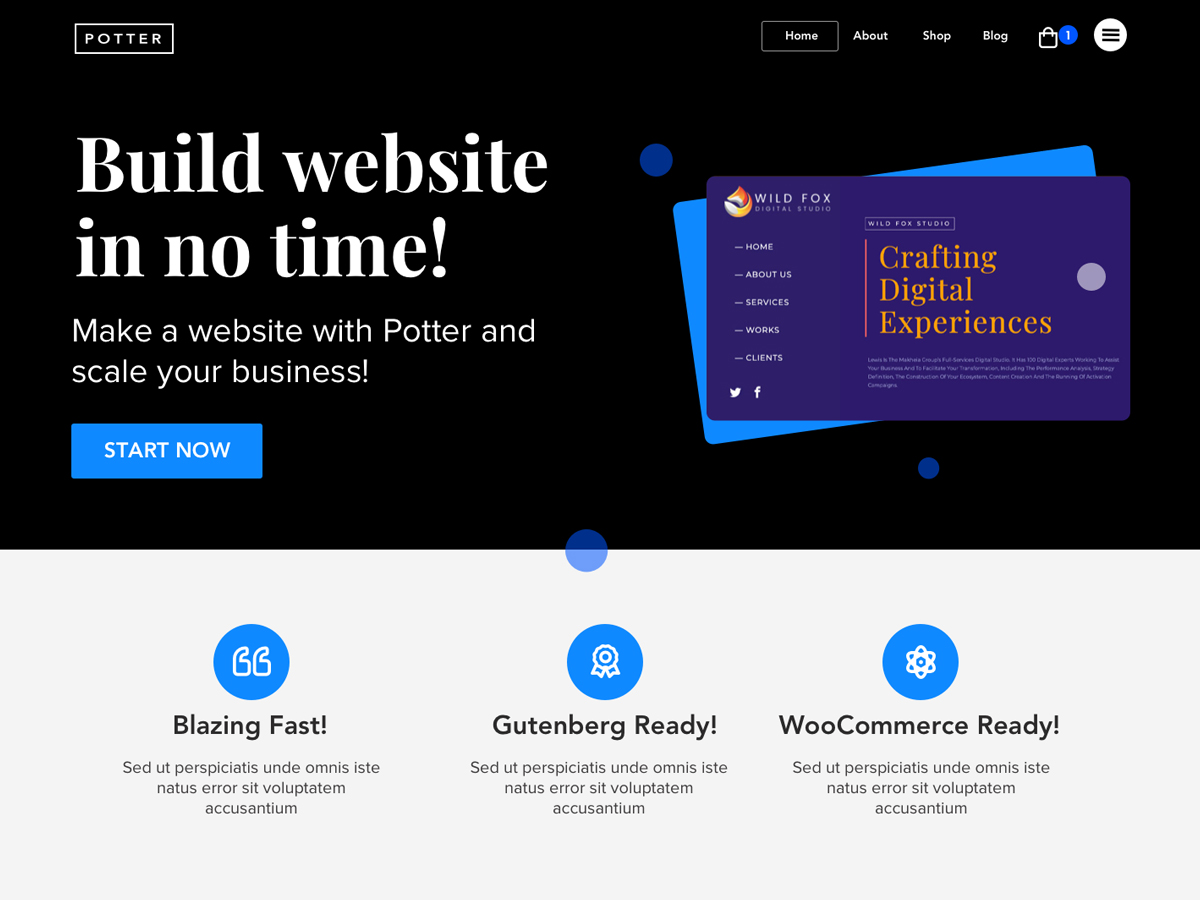 POTTER
Home
About
Shop
Blog
1
Build website
in no time!
Make a website with Potter and
scale your business!
START NOW
WILD FOX
DIGITAL STUDIO
— HOME
— ABOUT US
— SERVICES
— WORKS
— CLIENTS
WILD FOX STUDIO
Crafting
Digital
Experiences
Lewis Is The Makheia Group's Full-Services Digital Studio. It Has 100 Digital Experts Working To Assist
Your Business And To Facilitate Your Transformation, Including The Performance Analysis, Strategy
Definition, The Construction Of Your Ecosystem, Content Creation And The Running Of Activation
Campaigns.
Blazing Fast!
Sed ut perspiciatis unde omnis iste
natus error sit voluptatem
accusantium
Gutenberg Ready!
Sed ut perspiciatis unde omnis iste
natus error sit voluptatem
accusantium
WooCommerce Ready!
Sed ut perspiciatis unde omnis iste
natus error sit voluptatem
accusantium